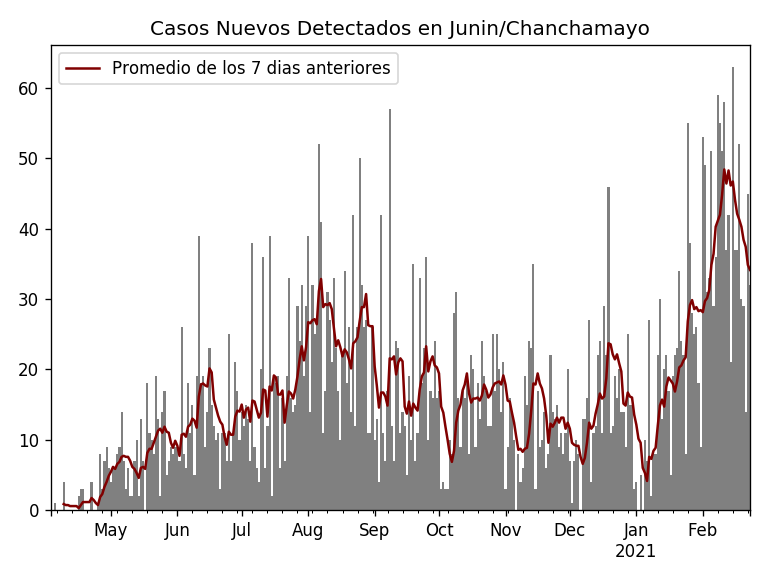 Casos Nuevos Detectados en Junin/Chanchamayo
Promedio de los 7 dias anteriores
60
50
40
30
20
10
0
May Jun Jul Aug Sep Oct Nov Dec Jan Feb
2021